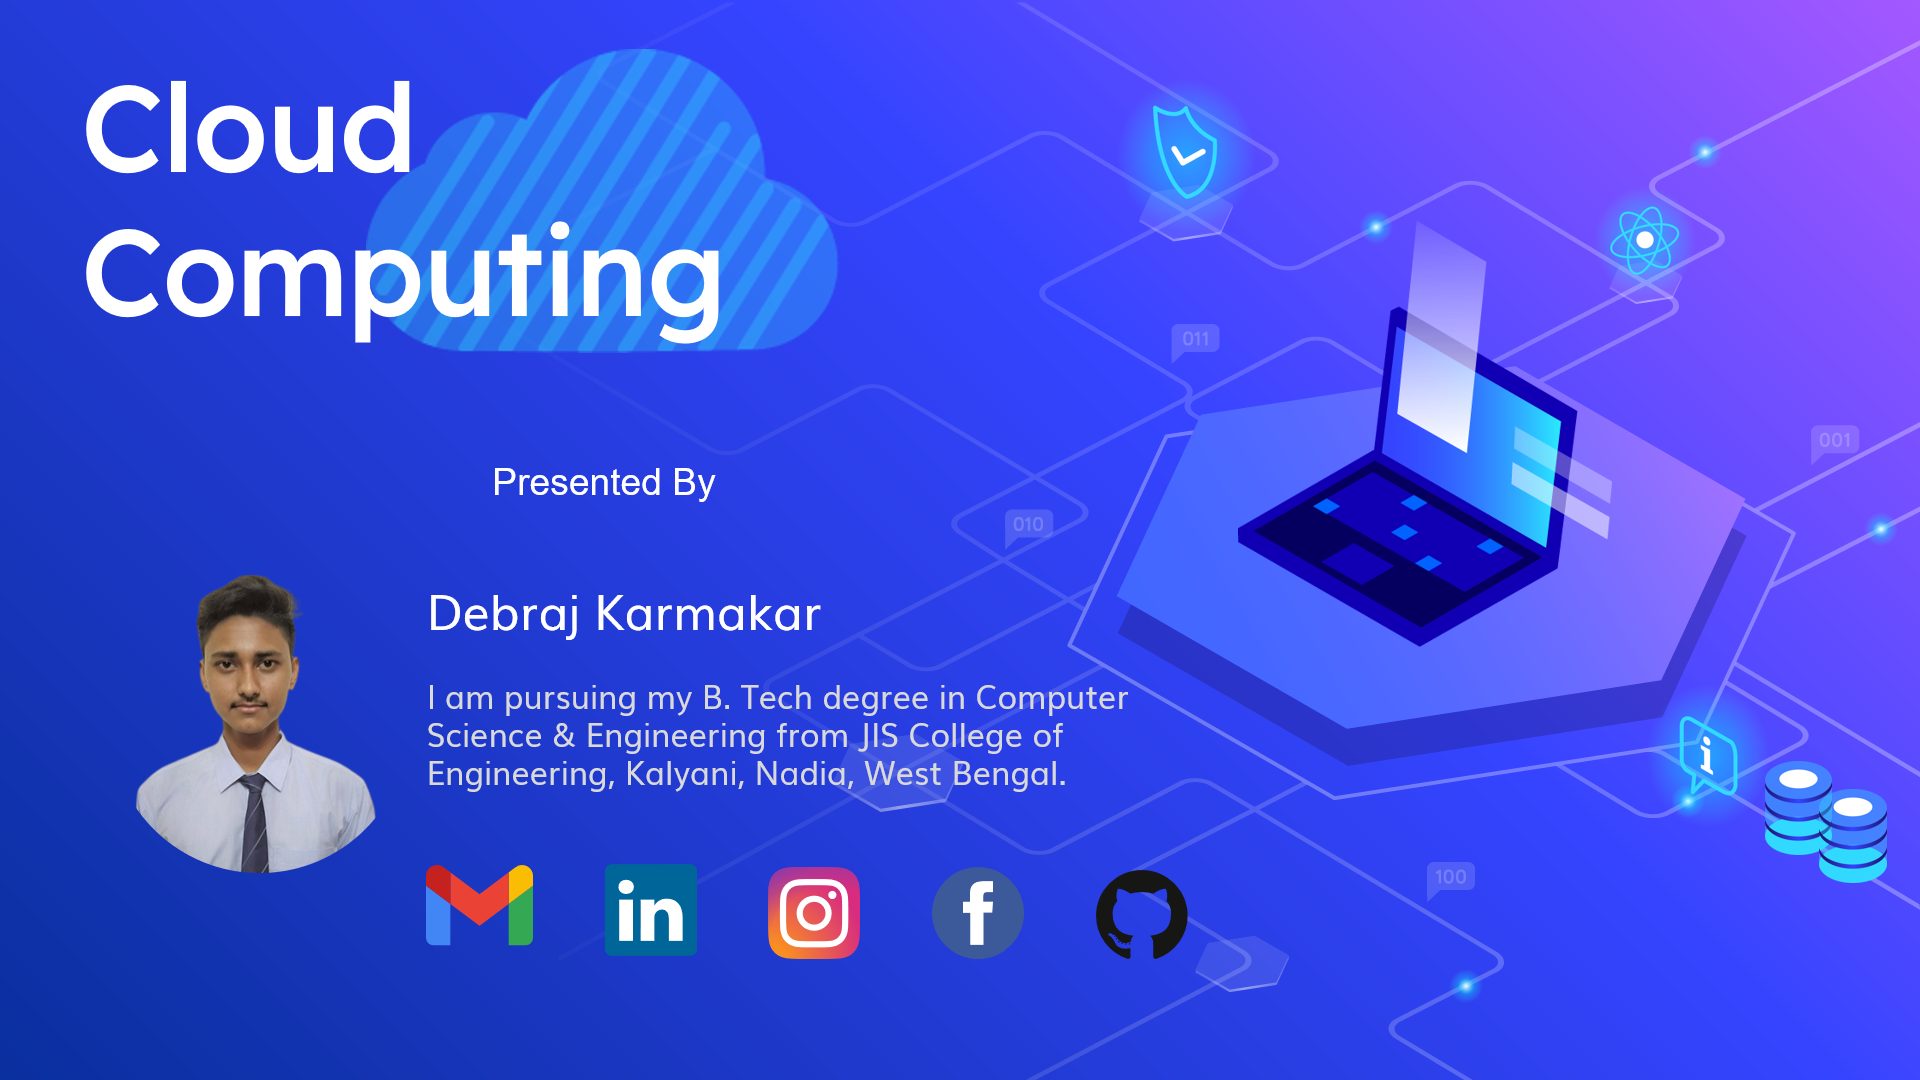 Cloud
Computing
Presented By
Debraj Karmakar
I am pursuing my B. Tech degree in Computer
Science & Engineering from JIS College of
Engineering, Kalyani, Nadia, West Bengal.
011
001
010
100
in
f
i